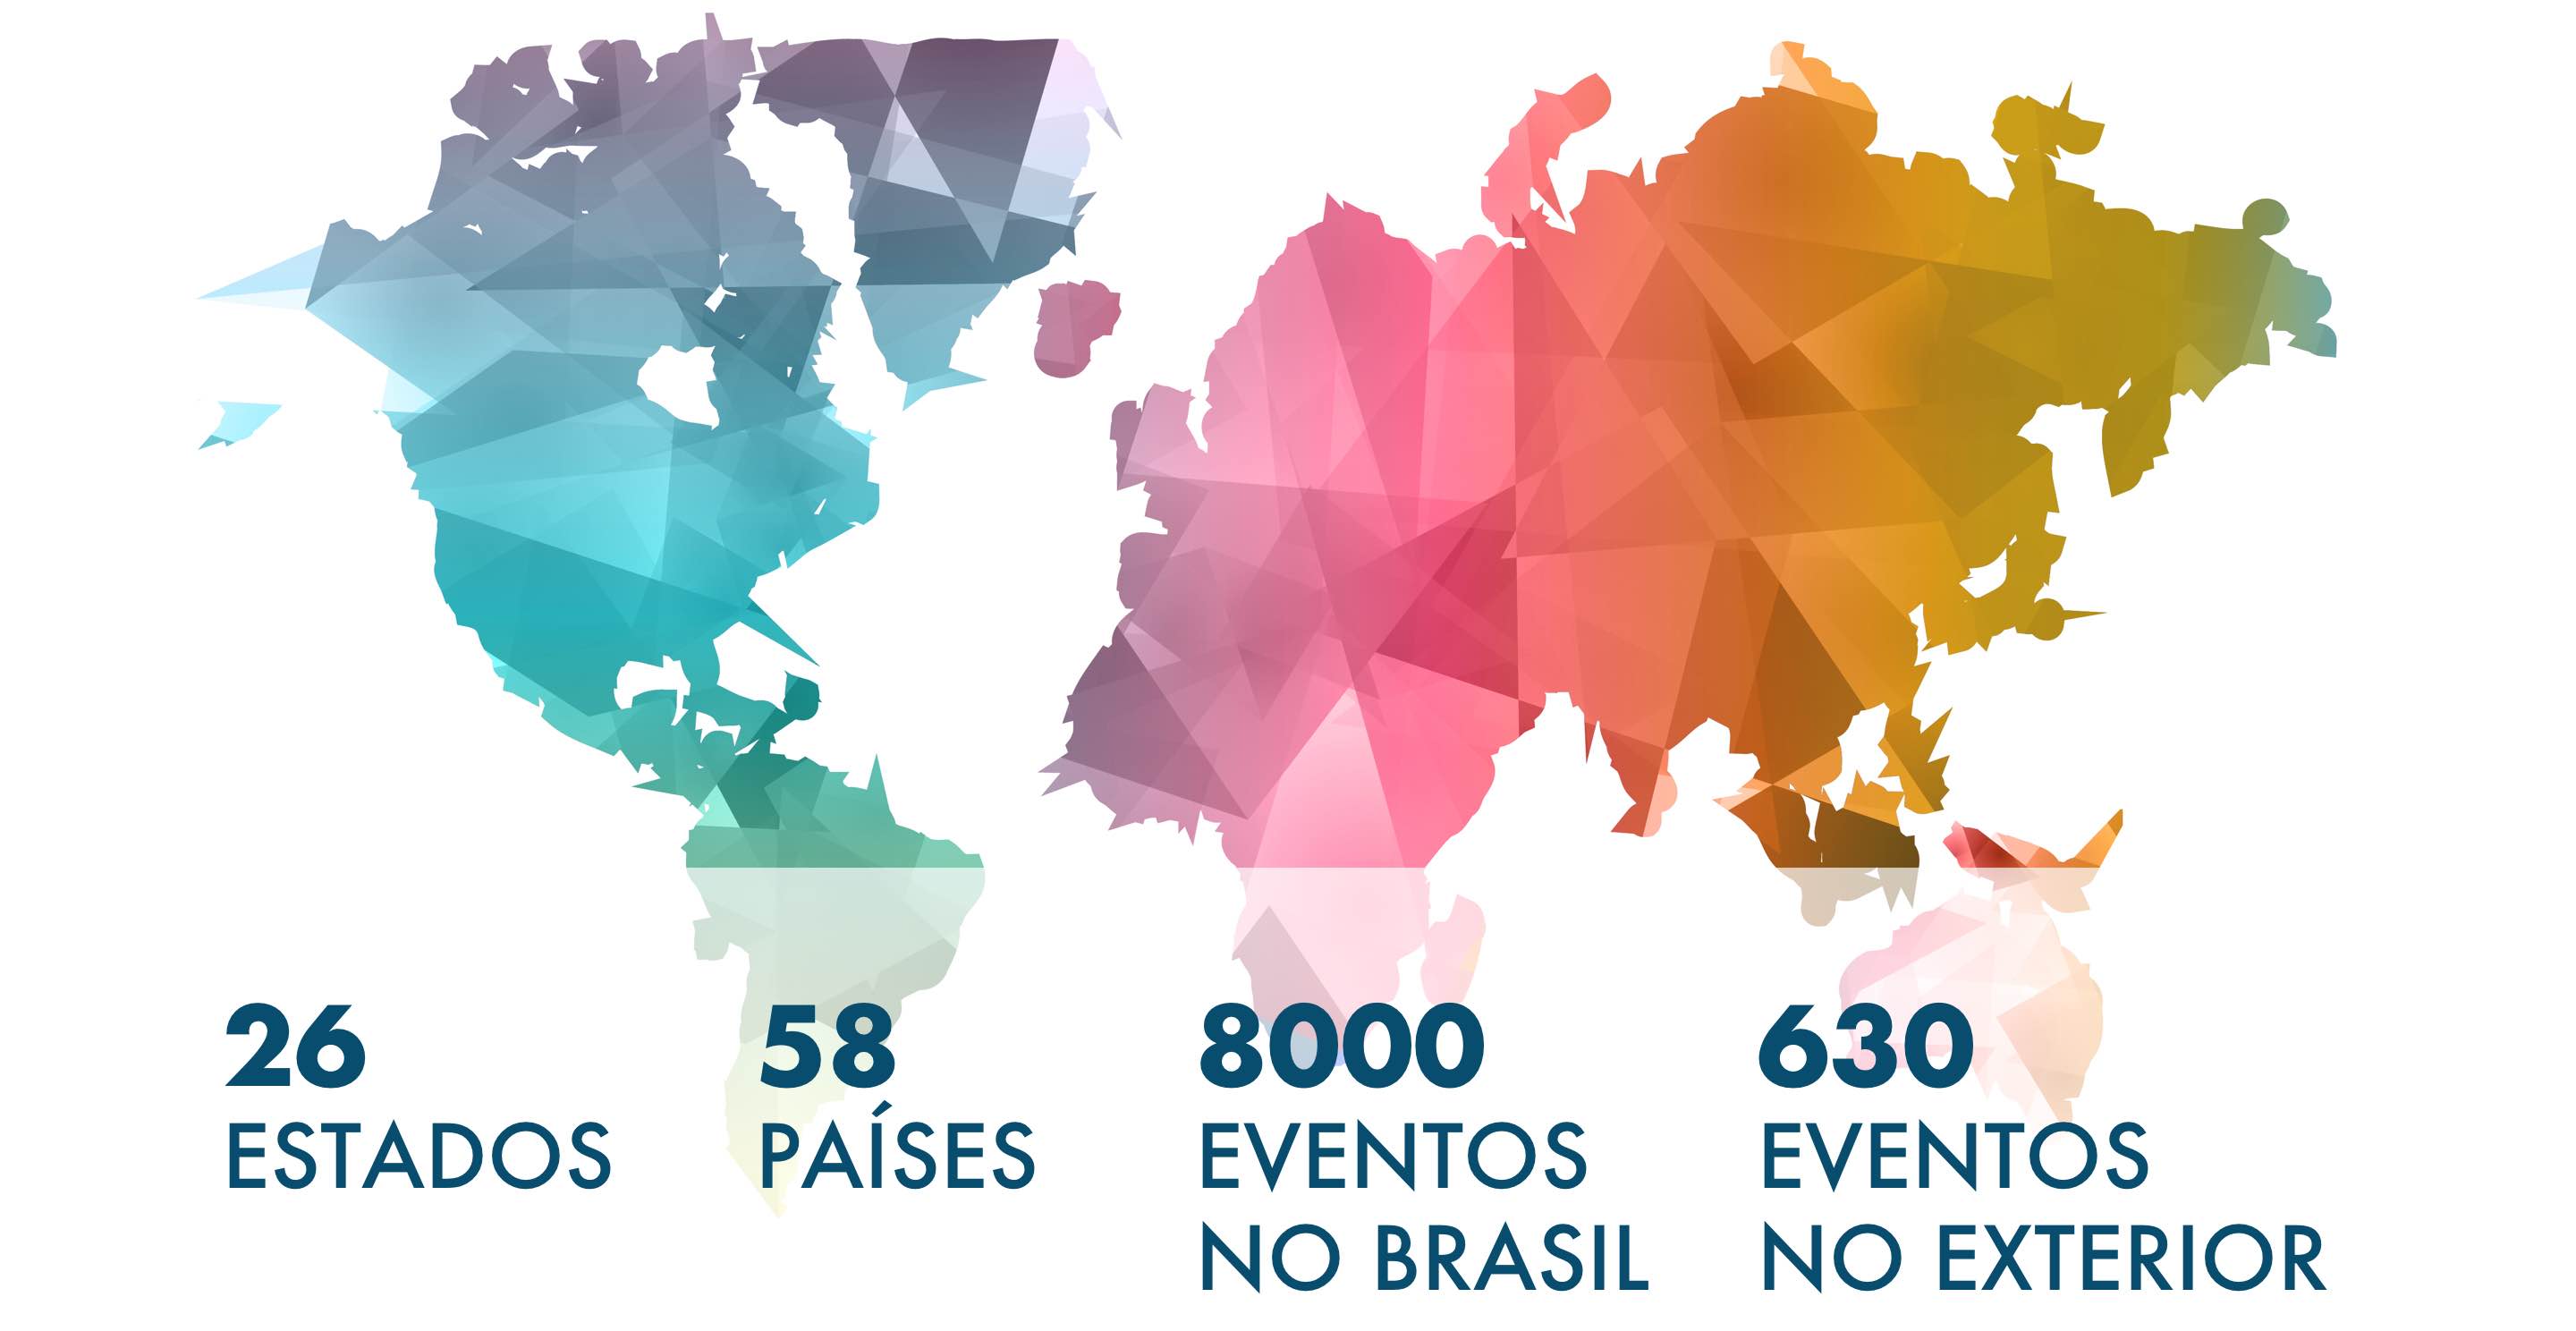 26
ESTADOS
58
PAÍSES
8000
EVENTOS
NO BRASIL
630
EVENTOS
NO EXTERIOR